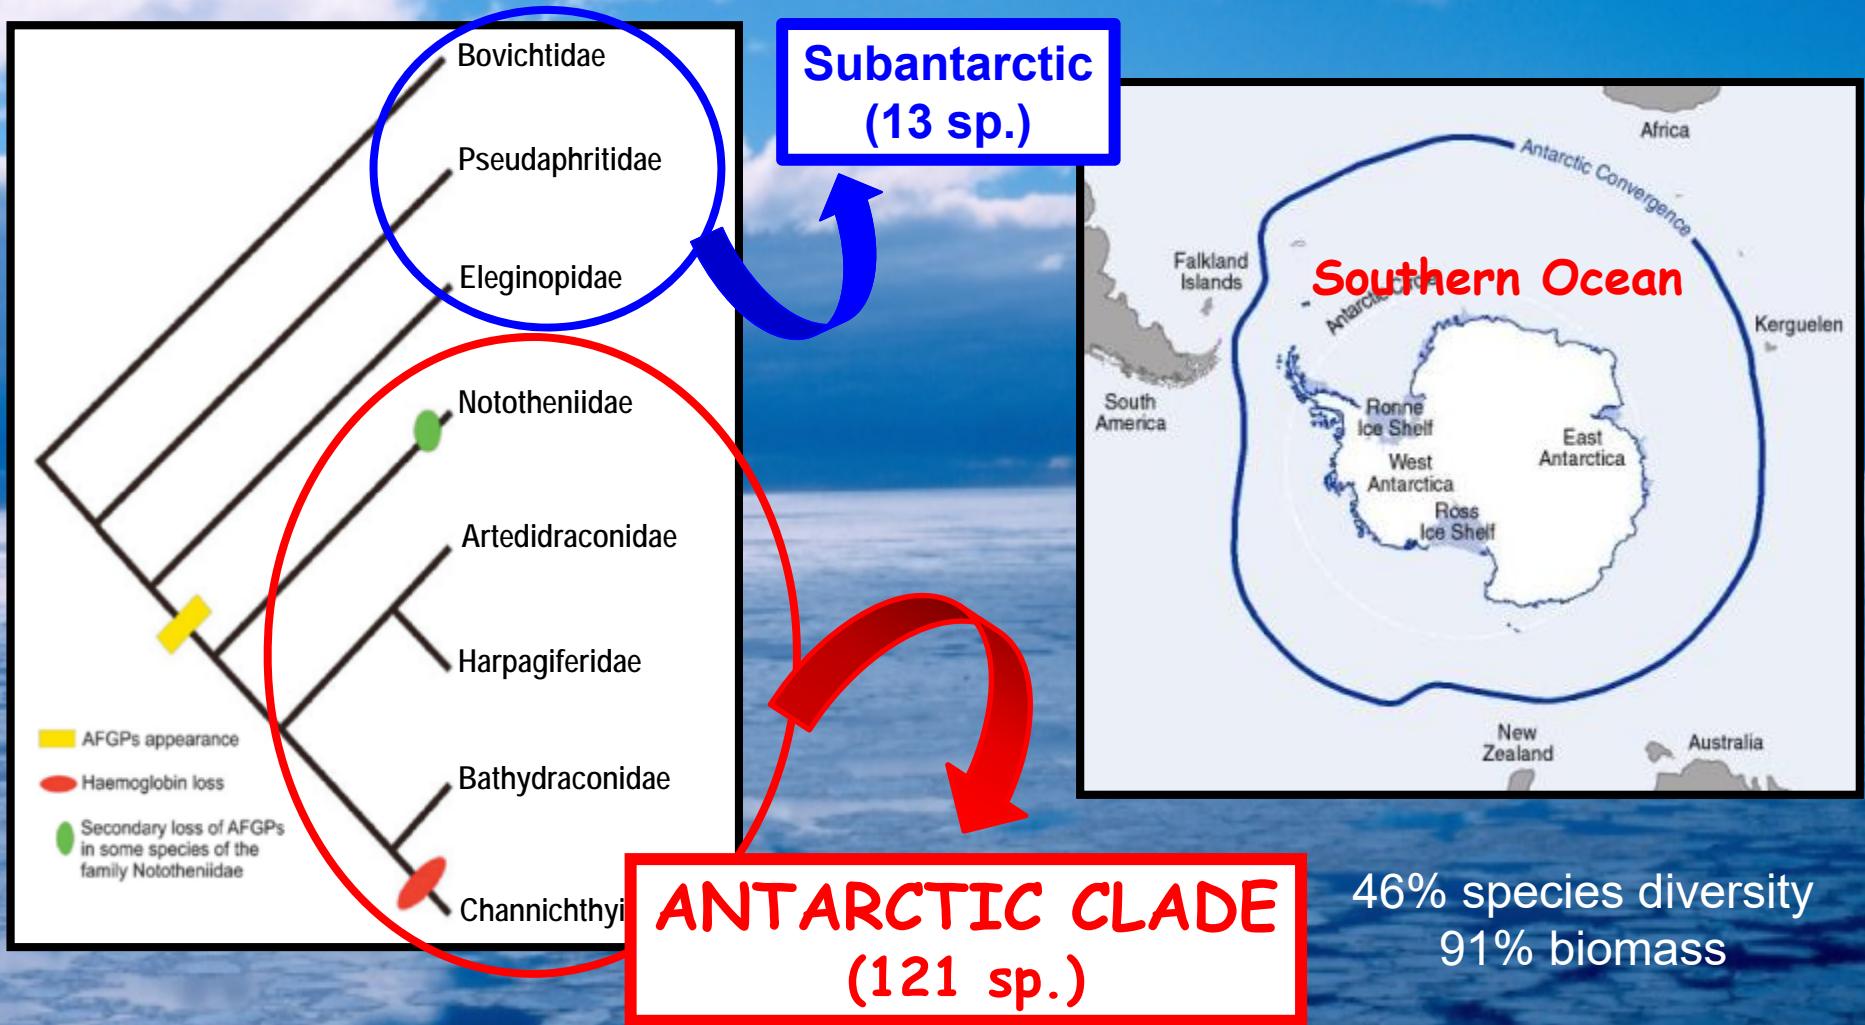 Bovichtidae
Pseudaphritidae
Eleginopidae
Nototheniidae
Artedidraconidae
Harpagiferidae
Bathydraconidae
Channichthyi
AFGPs appearance
Haemoglobin loss
Secondary loss of AFGPs
in some species of the
family Nototheniidae
Subantarctic
(13 sp.)
Africa
Antarctic Convergence
Falkland
Islands
Southern Ocean
Antarctic Circle
Kerguelen
South
America
Ronne
Ice Shelf
East
Antarctica
West
Antarctica
Ross
Ice Shelf
New
Zealand
Australia
ANTARCTIC CLADE
(121 sp.)
46% species diversity
91% biomass